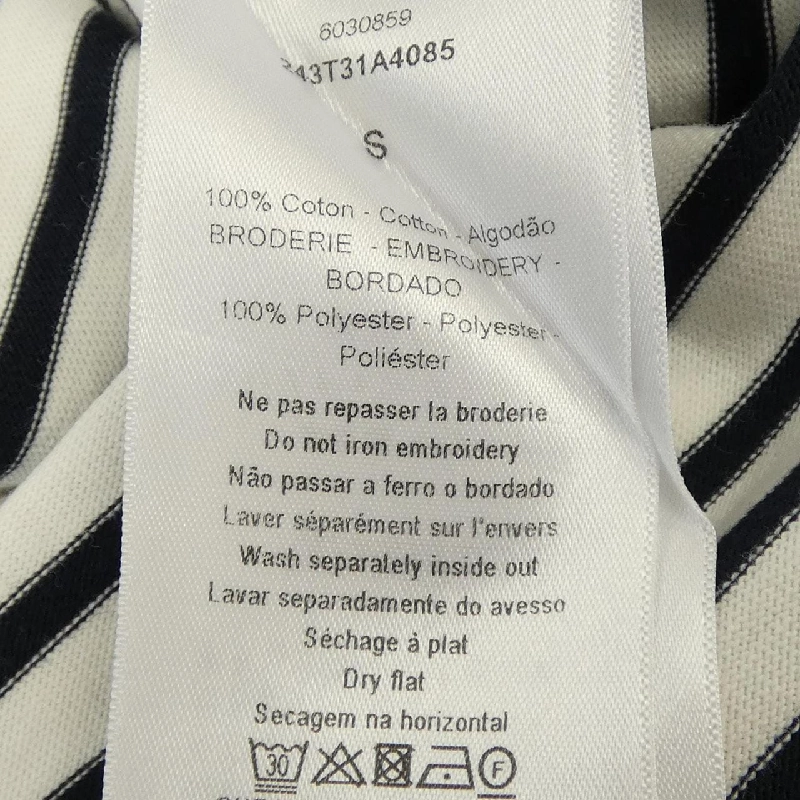 6030859
343T31A4085
S
100% Coton - Cotton - Algodão
BRODERIE - EMBROIDERY -
BORDADO
100% Polyester - Polyester -
Poliéster
Ne pas repasser la broderie
Do not iron embroidery
Não passar a ferro o bordado
Laver séparément sur l'envers
Wash separately inside out
Lavar separadamente do avesso
Séchage à plat
Dry flat
Secagem na horizontal
30 F